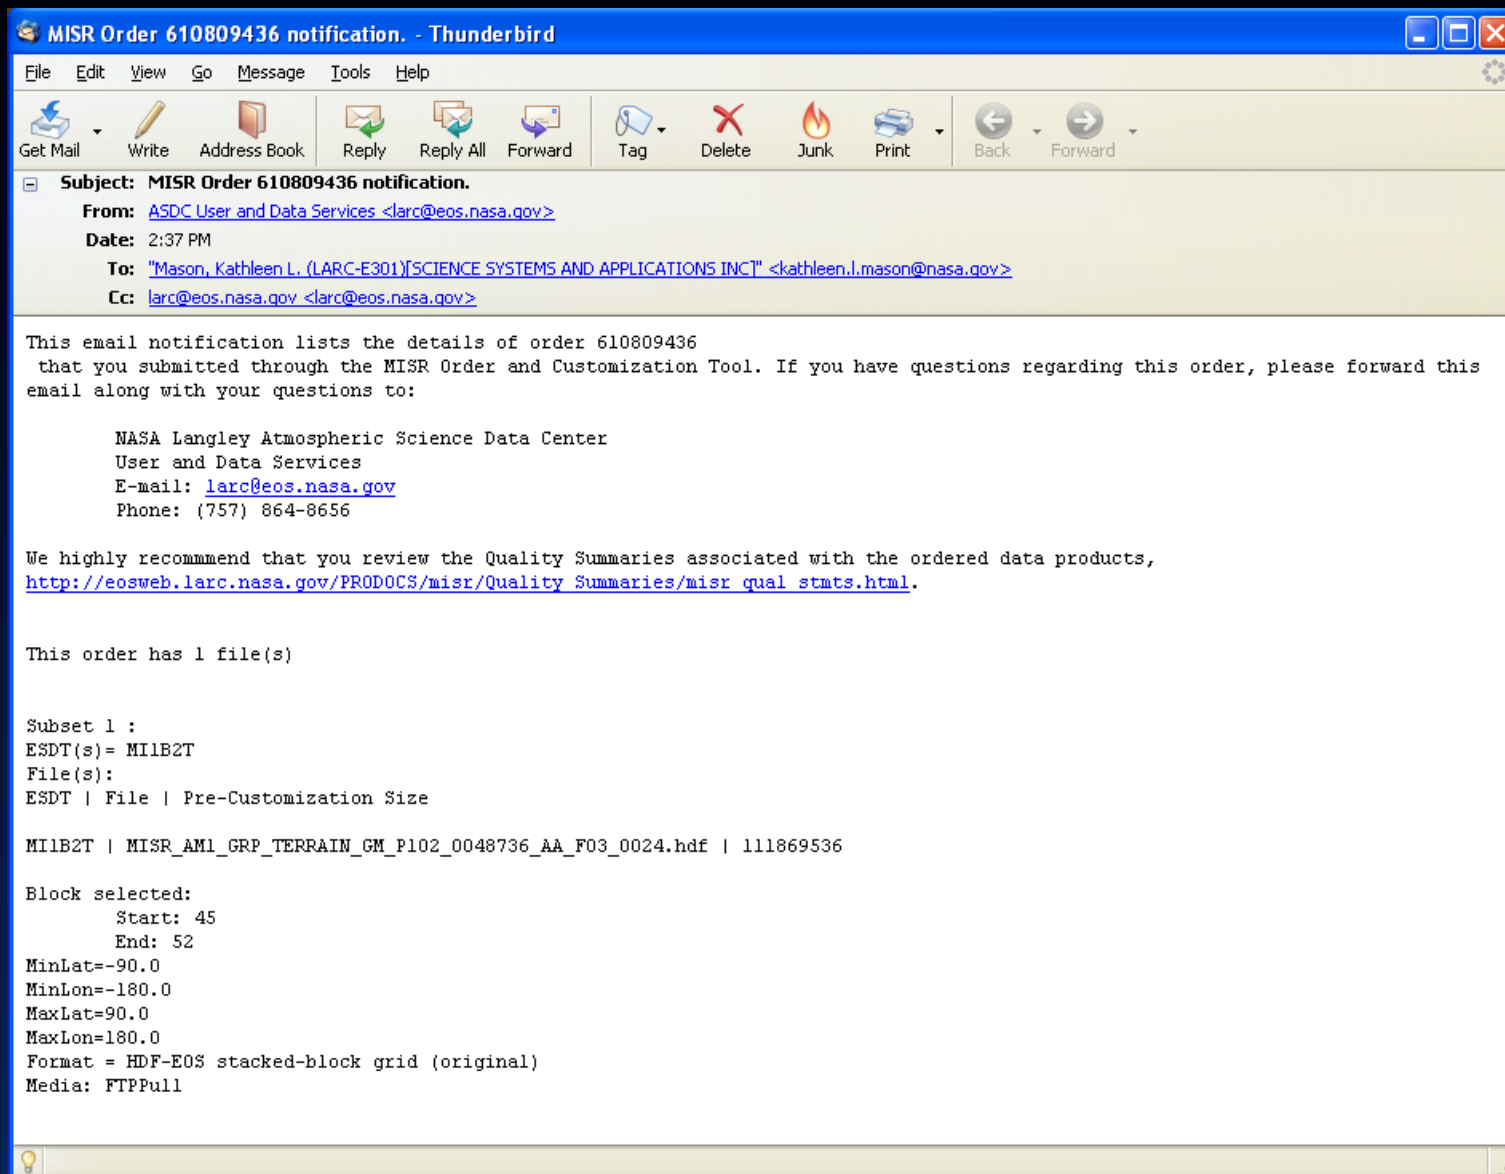 MISR Order 610809436 notification. - Thunderbird
File Edit View Go Message Tools Help
Get Mail Write Address Book Reply Reply All Forward Tag Delete Junk Print Back Forward
Subject: MISR Order 610809436 notification.
From: ASDC User and Data Services <larc@eos.nasa.gov>
Date: 2:37 PM
To: "Mason, Kathleen L. (LARC-E301)[SCIENCE SYSTEMS AND APPLICATIONS INC]" <kathleen.l.mason@nasa.gov>
Cc: larc@eos.nasa.gov <larc@eos.nasa.gov>
This email notification lists the details of order 610809436
that you submitted through the MISR Order and Customization Tool. If you have questions regarding this order, please forward this
email along with your questions to:
NASA Langley Atmospheric Science Data Center
User and Data Services
E-mail: larc@eos.nasa.gov
Phone: (757) 864-8656
We highly recommmend that you review the Quality Summaries associated with the ordered data products,
http://eosweb.larc.nasa.gov/PRODOCS/misr/Quality_Summaries/misr_qual_stmts.html.
This order has 1 file(s)
Subset 1 :
ESDT(s)= MI1B2T
File(s):
ESDT | File | Pre-Customization Size
MI1B2T | MISR_AM1_GRP_TERRAIN_GM_P102_O048736_AA_F03_0024.hdf | 111869536
Block selected:
Start: 45
End: 52
MinLat=-90.0
MinLon=-180.0
MaxLat=90.0
MaxLon=180.0
Format = HDF-EOS stacked-block grid (original)
Media: FTPPull